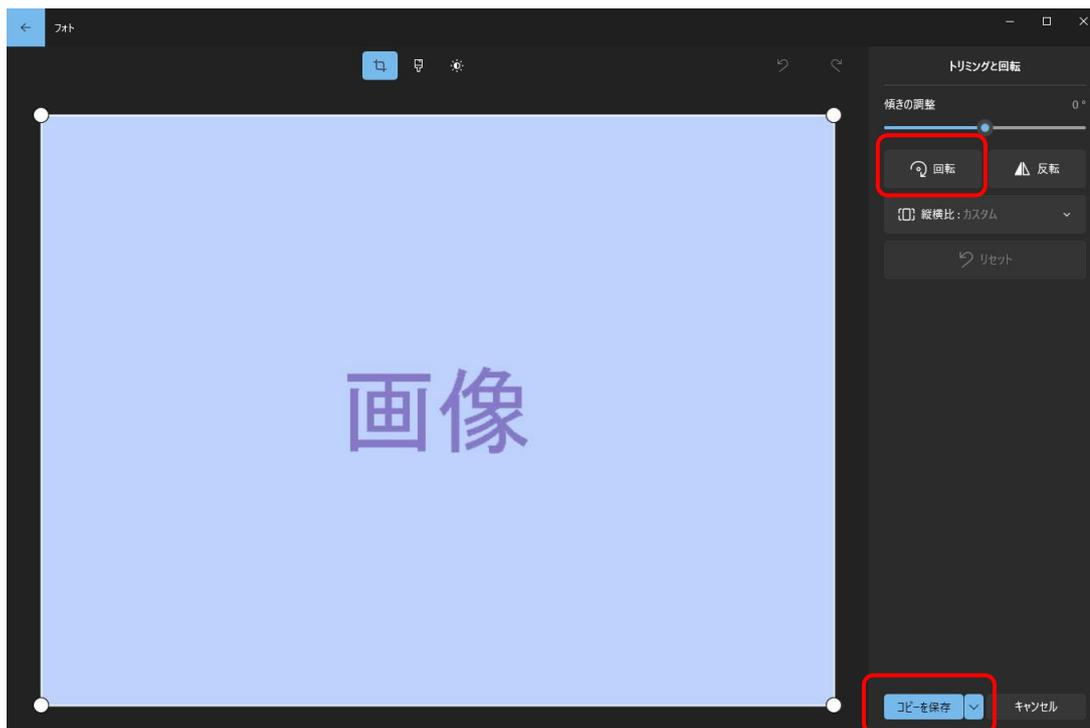 フォト
トリミングと回転
傾きの調整 0°
回転 反転
縦横比:カスタム
リセット
画像
コピーを保存 キャンセル